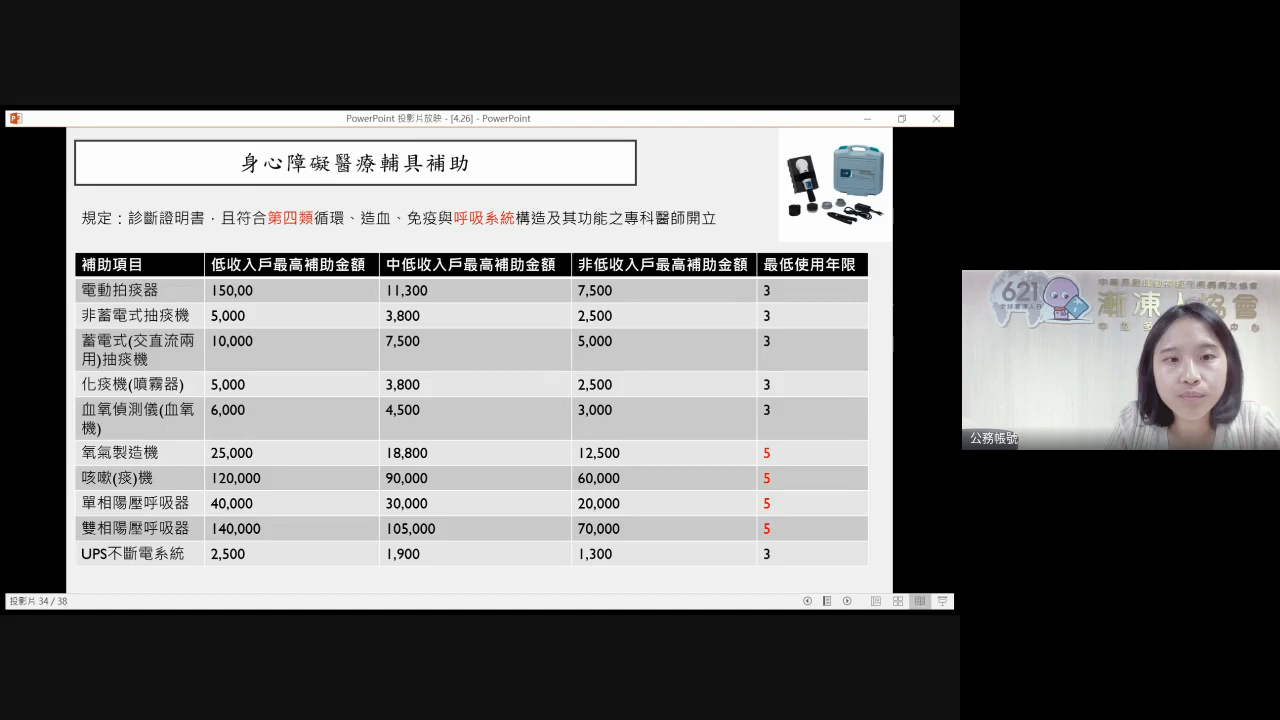 PowerPoint 投影片放映 - [4.26] - PowerPoint
身心障礙醫療輔具補助
規定：診斷證明書，且符合第四類循環、造血、免疫與呼吸系統構造及其功能之專科醫師開立
補助項目 低收入戶最高補助金額 中低收入戶最高補助金額 非低收入戶最高補助金額 最低使用年限
電動拍痰器 150,00 11,300 7,500 3
非蓄電式抽痰機 5,000 3,800 2,500 3
蓄電式(交直流兩 10,000 7,500 5,000 3
用)抽痰機
化痰機(噴霧器) 5,000 3,800 2,500 3
血氧偵測儀(血氧 6,000 4,500 3,000 3
機)
氧氣製造機 25,000 18,800 12,500 5
咳嗽(痰)機 120,000 90,000 60,000 5
單相陽壓呼吸器 40,000 30,000 20,000 5
雙相陽壓呼吸器 140,000 105,000 70,000 5
UPS不斷電系統 2,500 1,900 1,300 3
投影片 34 / 38
621
漸凍人協會
公務帳號